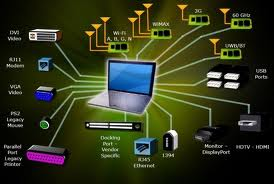 DVI
Video
RJ11
Modem
VGA
Video
PS2
Legacy
Mouse
Parallel
Port
Legacy
Printer
Wi-Fi
A, B, G, N
WiMAX
3G
60 GHz
UWB/BT
USB
Ports
HDTV - HDMI
Monitor -
DisplayPort
1394
RJ45
Ethernet
Docking
Port -
Vendor
Specific